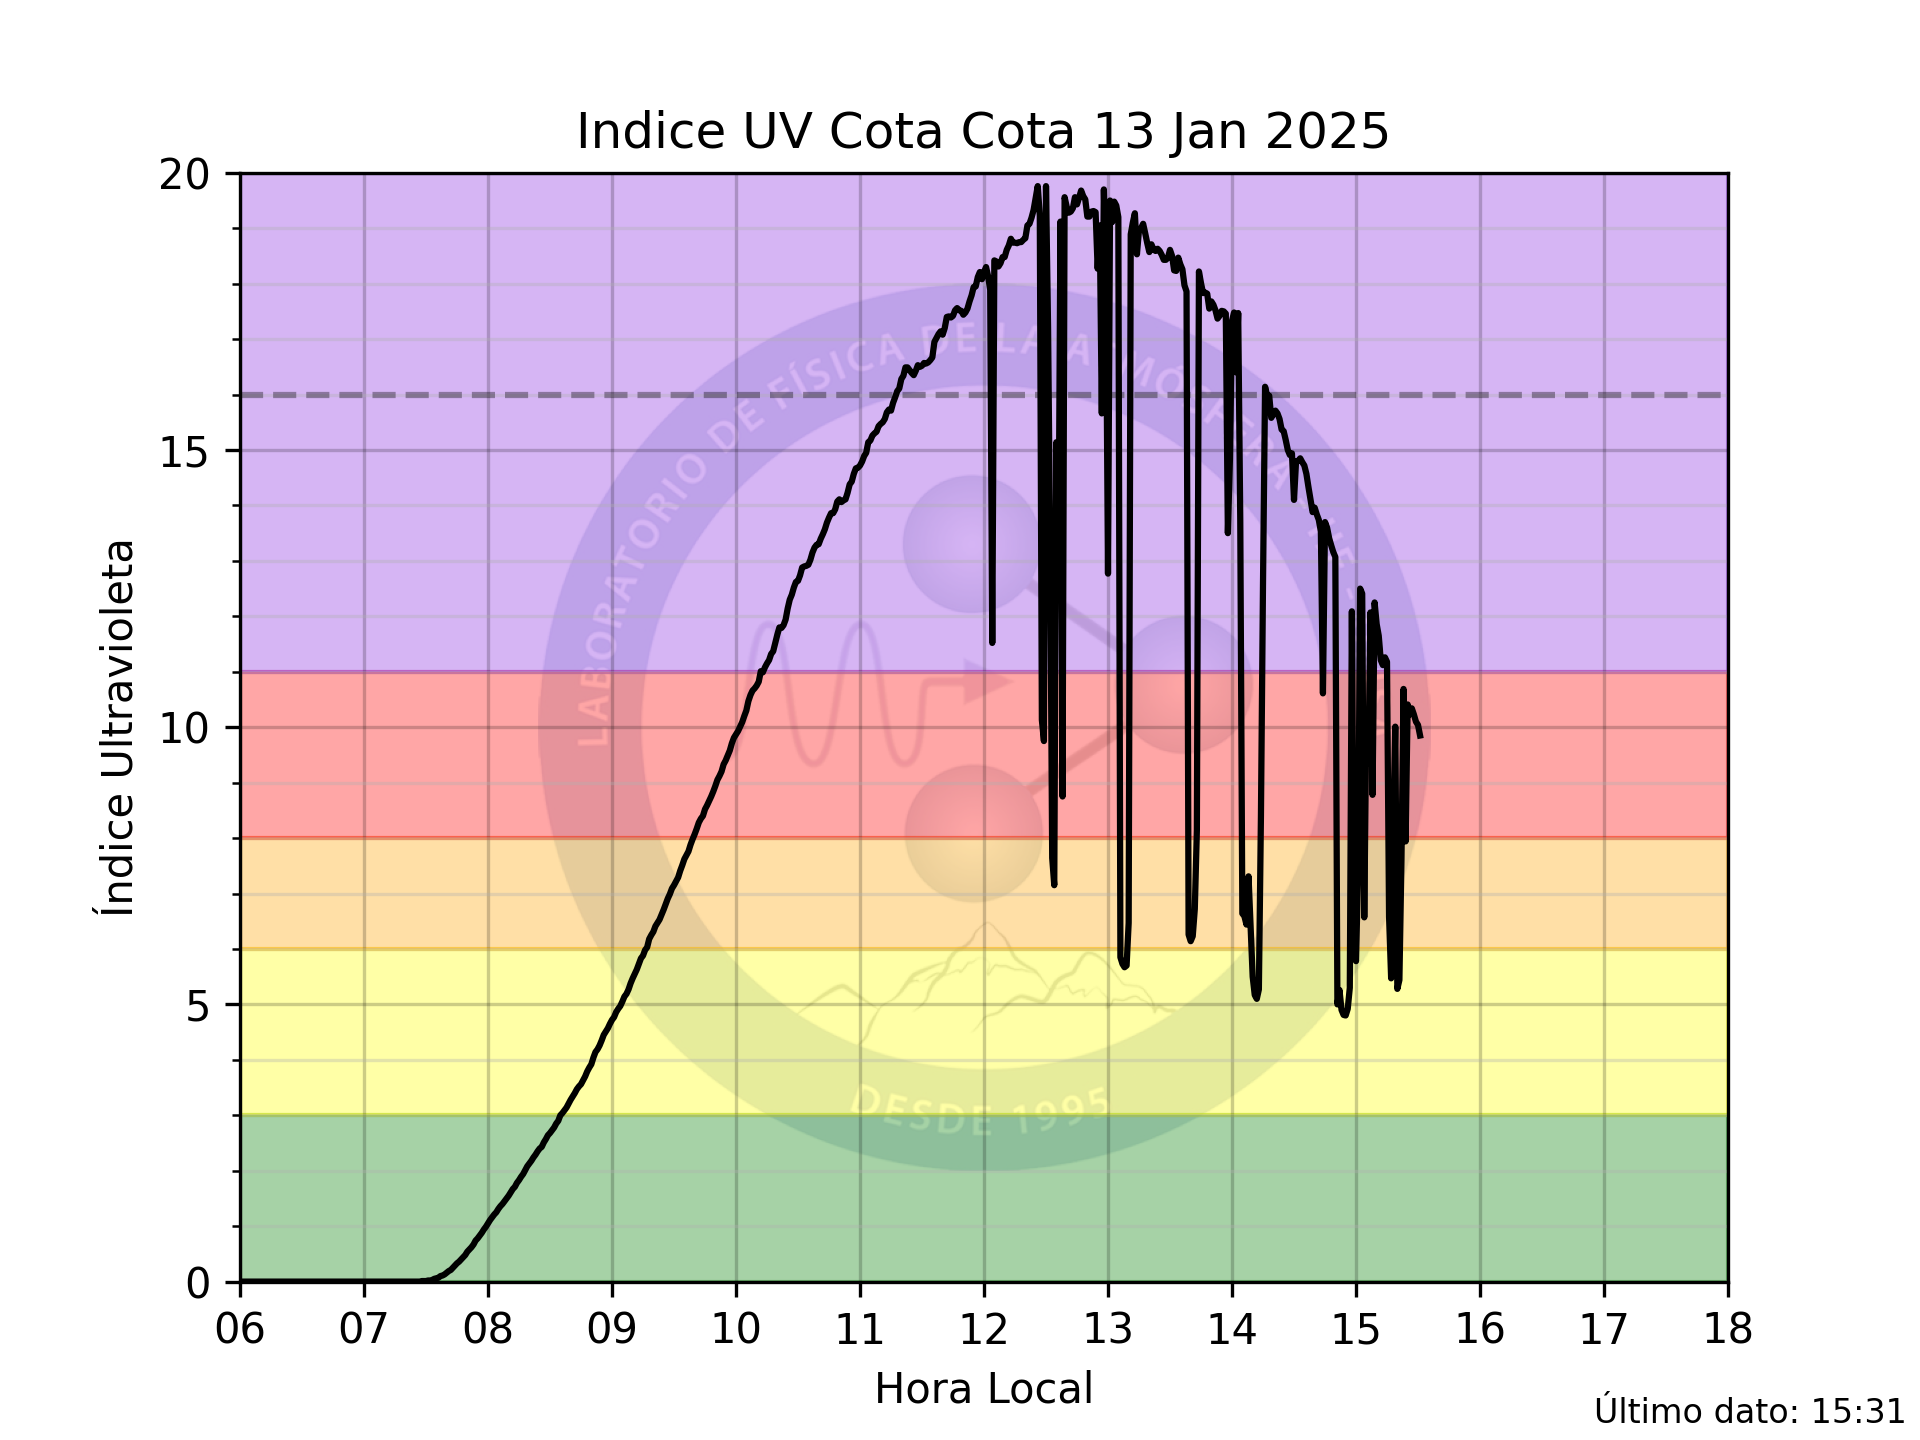 Indice UV Cota Cota 13 Jan 2025
20
15
10
5
0
Índice Ultravioleta
LABORATORIO DE FÍSICA DE LA ATMÓSFERA
DESDE 1995
06 07 08 09 10 11 12 13 14 15 16 17 18
Hora Local
Último dato: 15:31